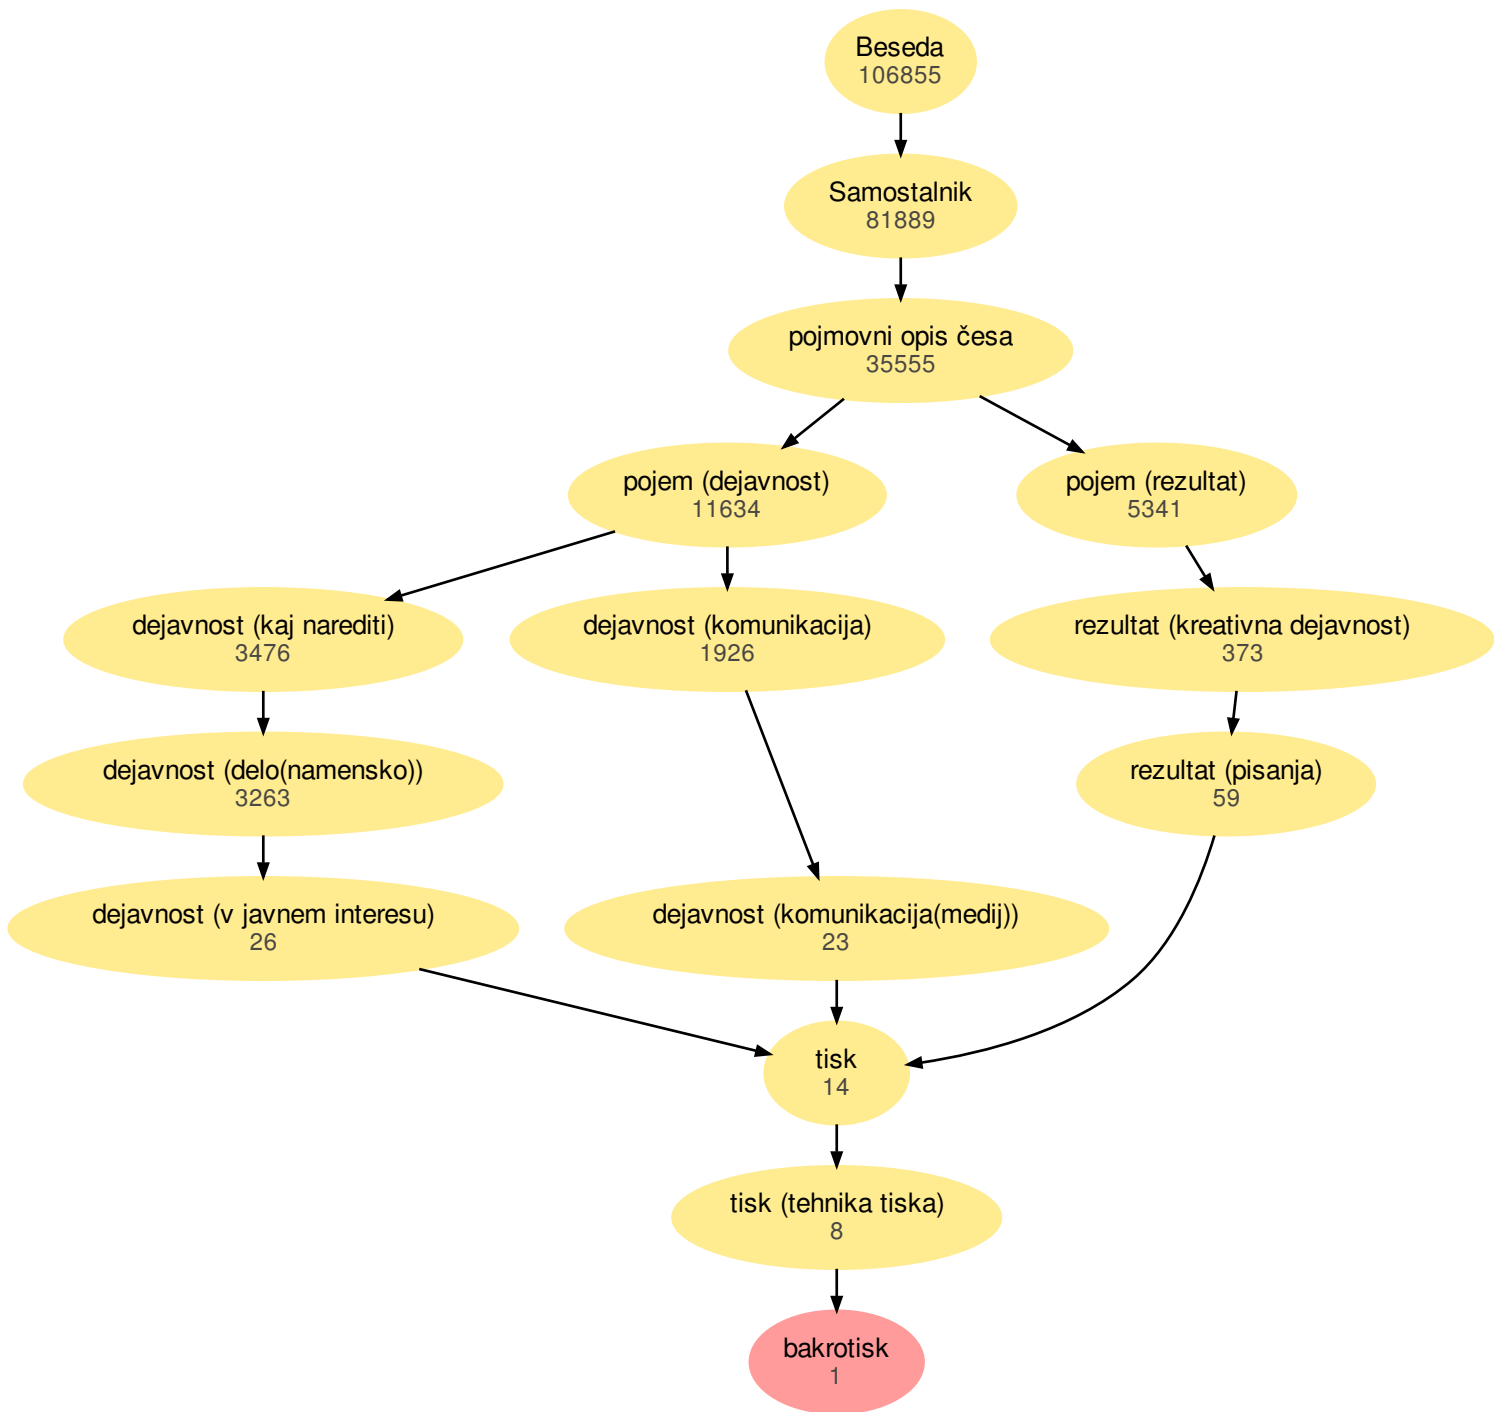 Beseda
106855
Samostalnik
81889
pojmovni opis česa
35555
pojem (dejavnost)
11634
pojem (rezultat)
5341
dejavnost (kaj narediti)
3476
dejavnost (komunikacija)
1926
rezultat (kreativna dejavnost)
373
dejavnost (delo(namensko))
3263
rezultat (pisanja)
59
dejavnost (v javnem interesu)
26
dejavnost (komunikacija(medij))
23
tisk
14
tisk (tehnika tiska)
8
bakrotisk
1